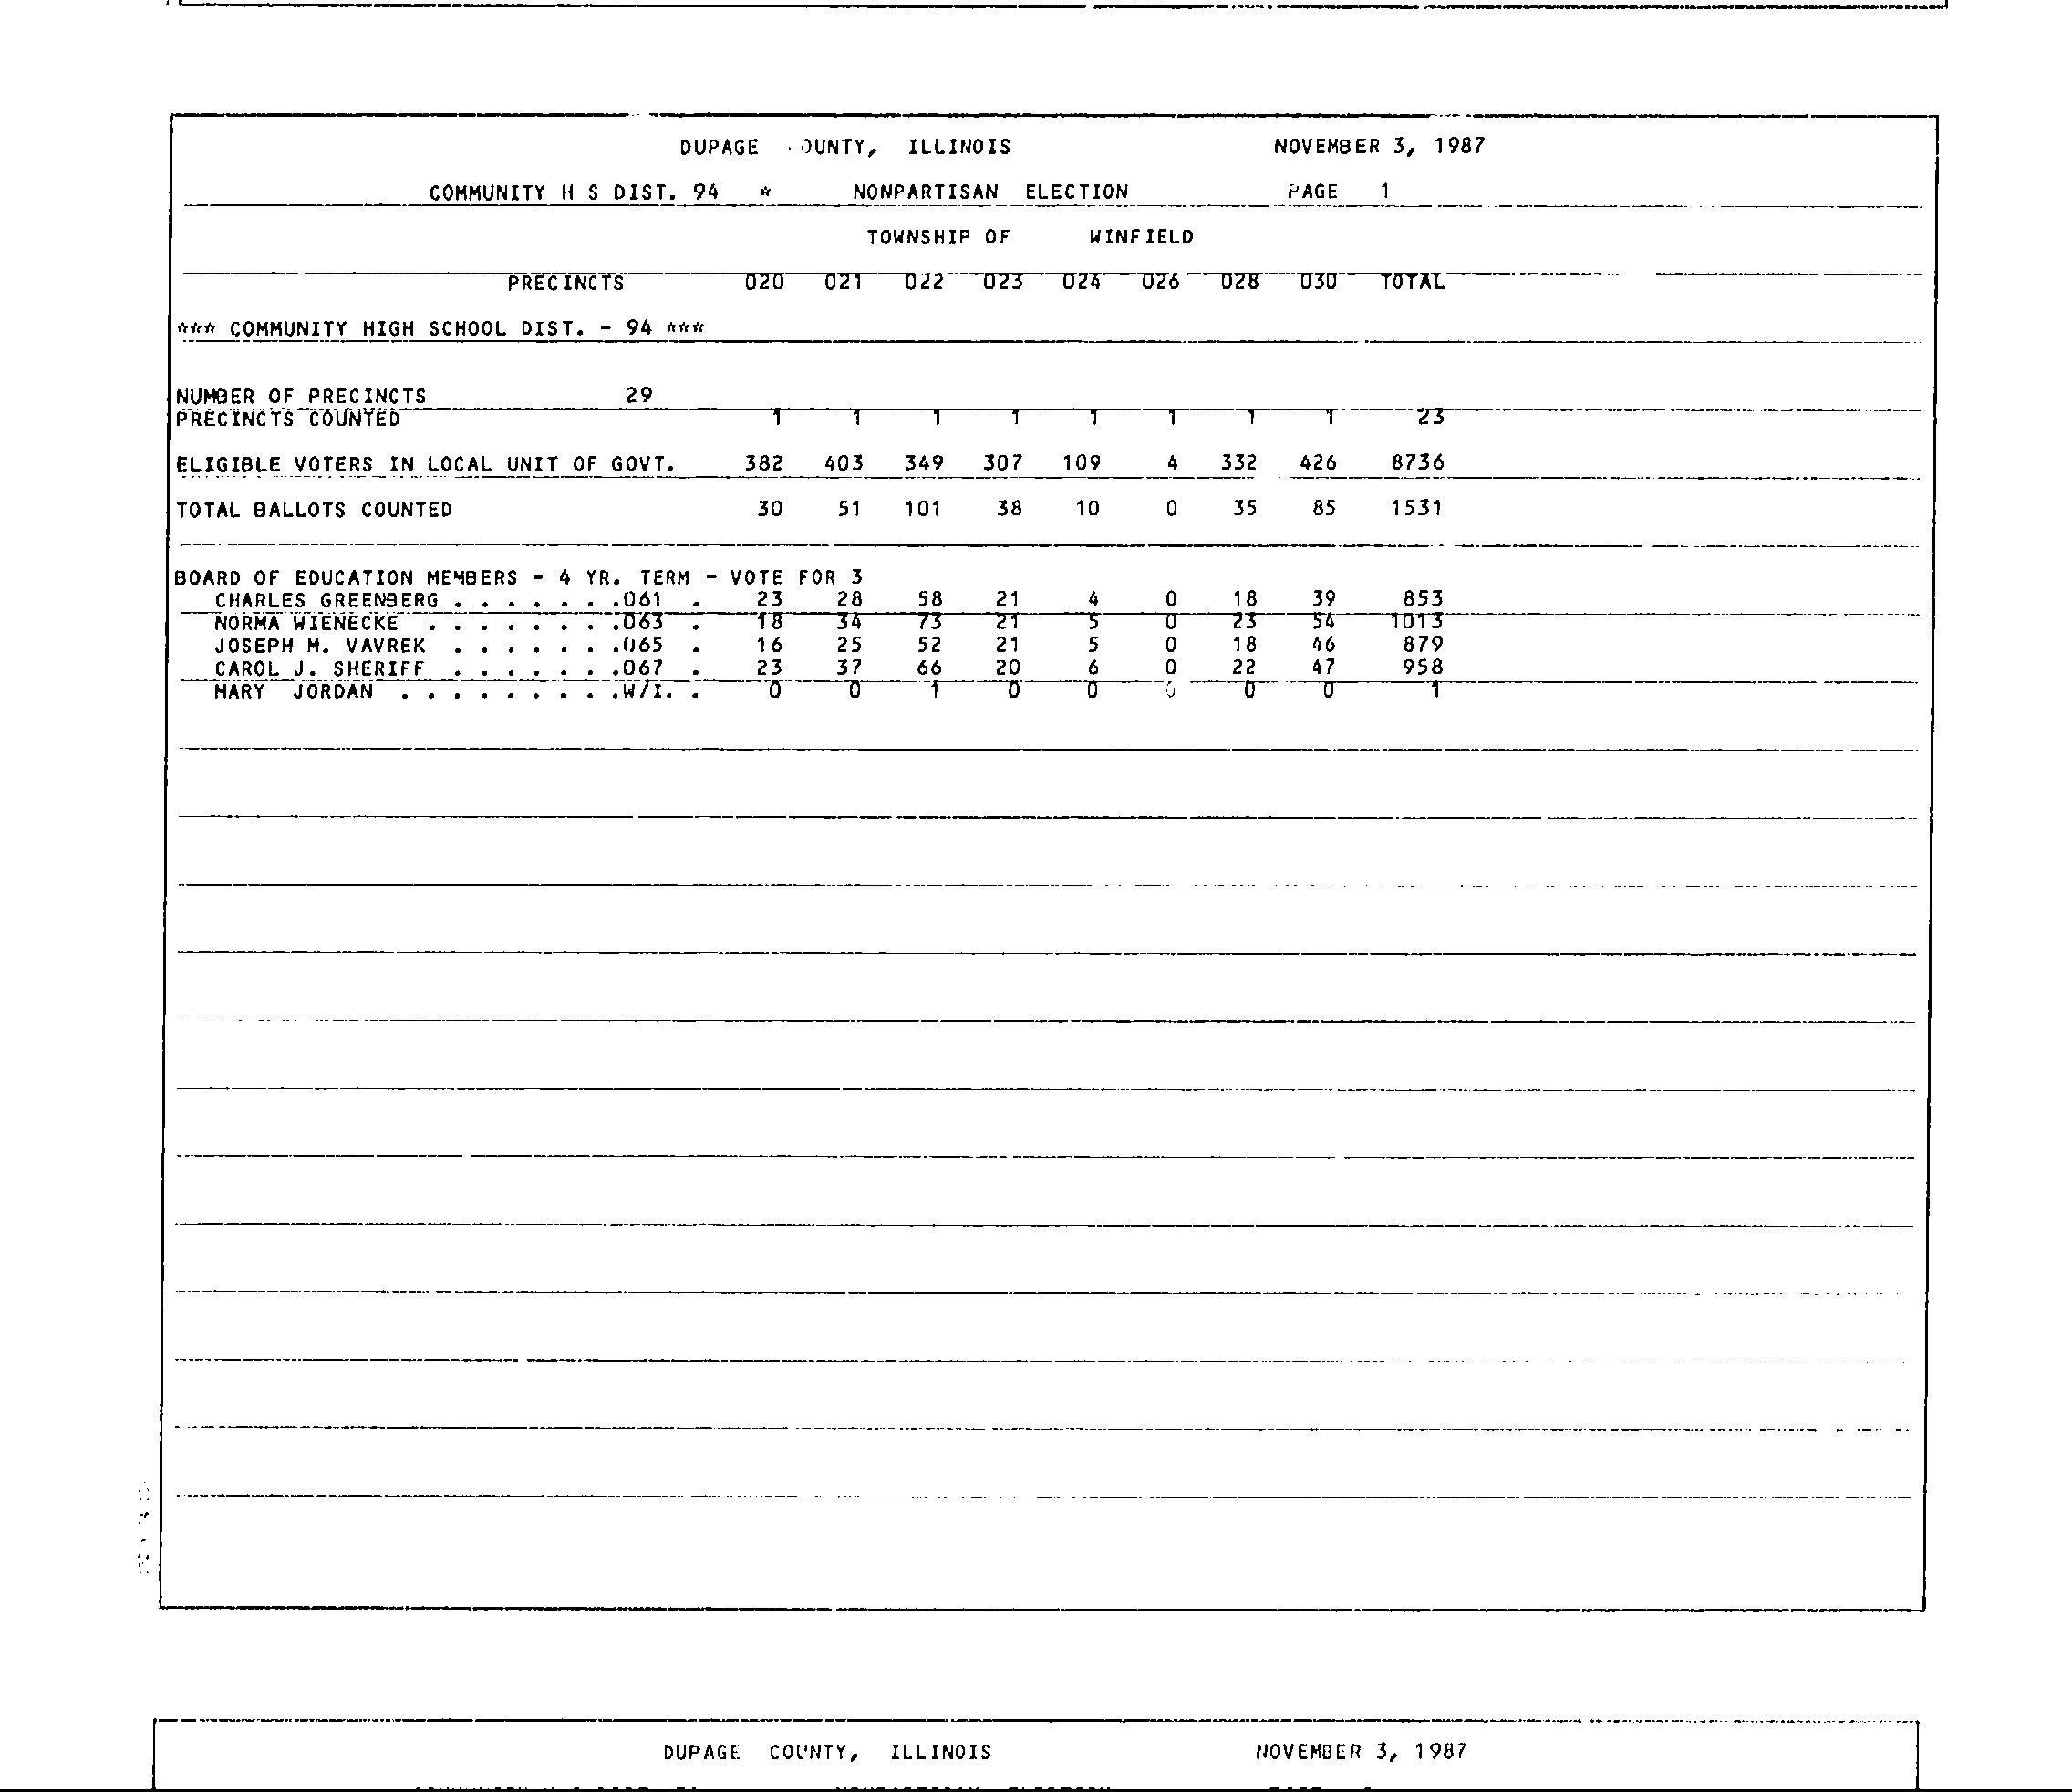 DUPAGE OUNTY, ILLINOIS NOVEMBER 3, 1987
COMMUNITY H S DIST. 94 * NONPARTISAN ELECTION PAGE 1
TOWNSHIP OF WINFIELD
PRECINCTS 020 021 022 023 024 026 028 030 TOTAL
*** COMMUNITY HIGH SCHOOL DIST. - 94 ***
NUMBER OF PRECINCTS 29
PRECINCTS COUNTED 1 1 1 1 1 1 1 1 23
ELIGIBLE VOTERS IN LOCAL UNIT OF GOVT. 382 403 349 307 109 4 332 426 8736
TOTAL BALLOTS COUNTED 30 51 101 38 10 0 35 85 1531
BOARD OF EDUCATION MEMBERS - 4 YR. TERM - VOTE FOR 3
CHARLES GREENBERG . . . . . . .061 . 23 28 58 21 4 0 18 39 853
NORMA WIENECKE . . . . . . . .063 . 18 34 73 21 5 0 23 54 1013
JOSEPH M. VAVREK . . . . . . .065 . 16 25 52 21 5 0 18 46 879
CAROL J. SHERIFF . . . . . . .067 . 23 37 66 20 6 0 22 47 958
MARY JORDAN . . . . . . . . .W/I. . 0 0 1 0 0 0 0 0 1
DUPAGE COUNTY, ILLINOIS NOVEMBER 3, 1987